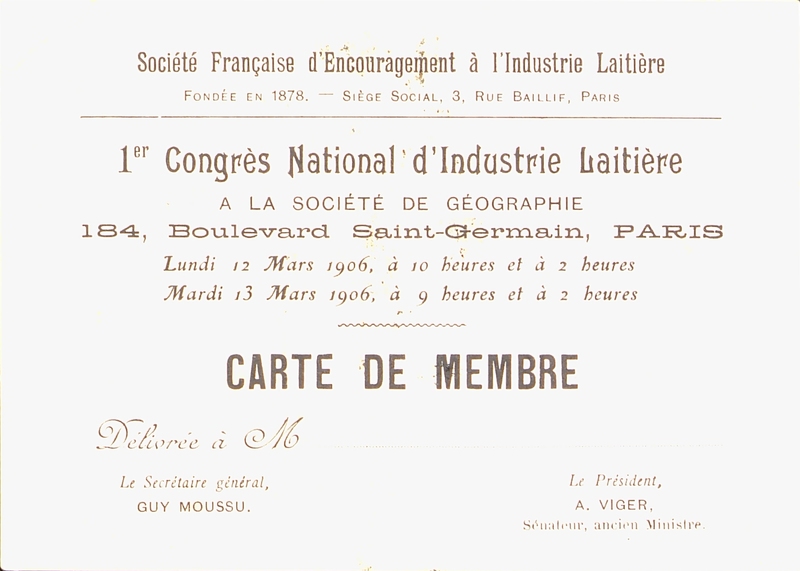 Société Française d'Encouragement à l'Industrie Laitière
Fondée en 1878. — Siège Social, 3, Rue Baillif, Paris
1er Congrès National d'Industrie Laitière
A LA SOCIÉTÉ DE GÉOGRAPHIE
184, Boulevard Saint-Germain, PARIS
Lundi 12 Mars 1906, à 10 heures et à 2 heures
Mardi 13 Mars 1906, à 9 heures et à 2 heures
CARTE DE MEMBRE
Délivrée à M
Le Secrétaire général,
GUY MOUSSU.
Le Président,
A. VIGER,
Sénateur, ancien Ministre.